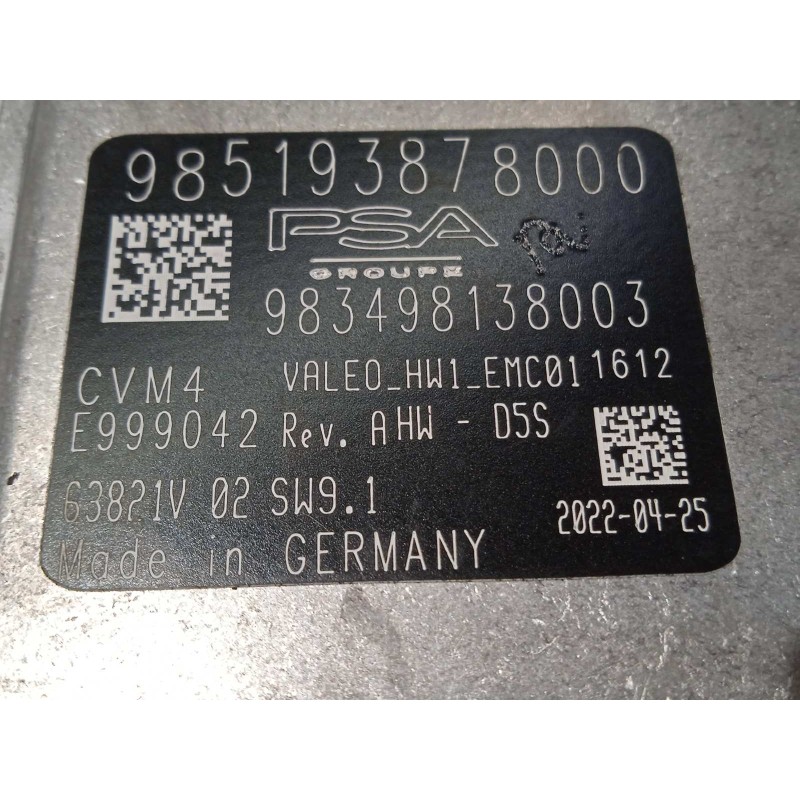 985193878000
PSA
GROUPE
983498138003
CVM4 VALEO_HW1_EMC01 1612
E999042 Rev. A HW - D5S
63821V 02 SW9.1
2022-04-25
Made in GERMANY